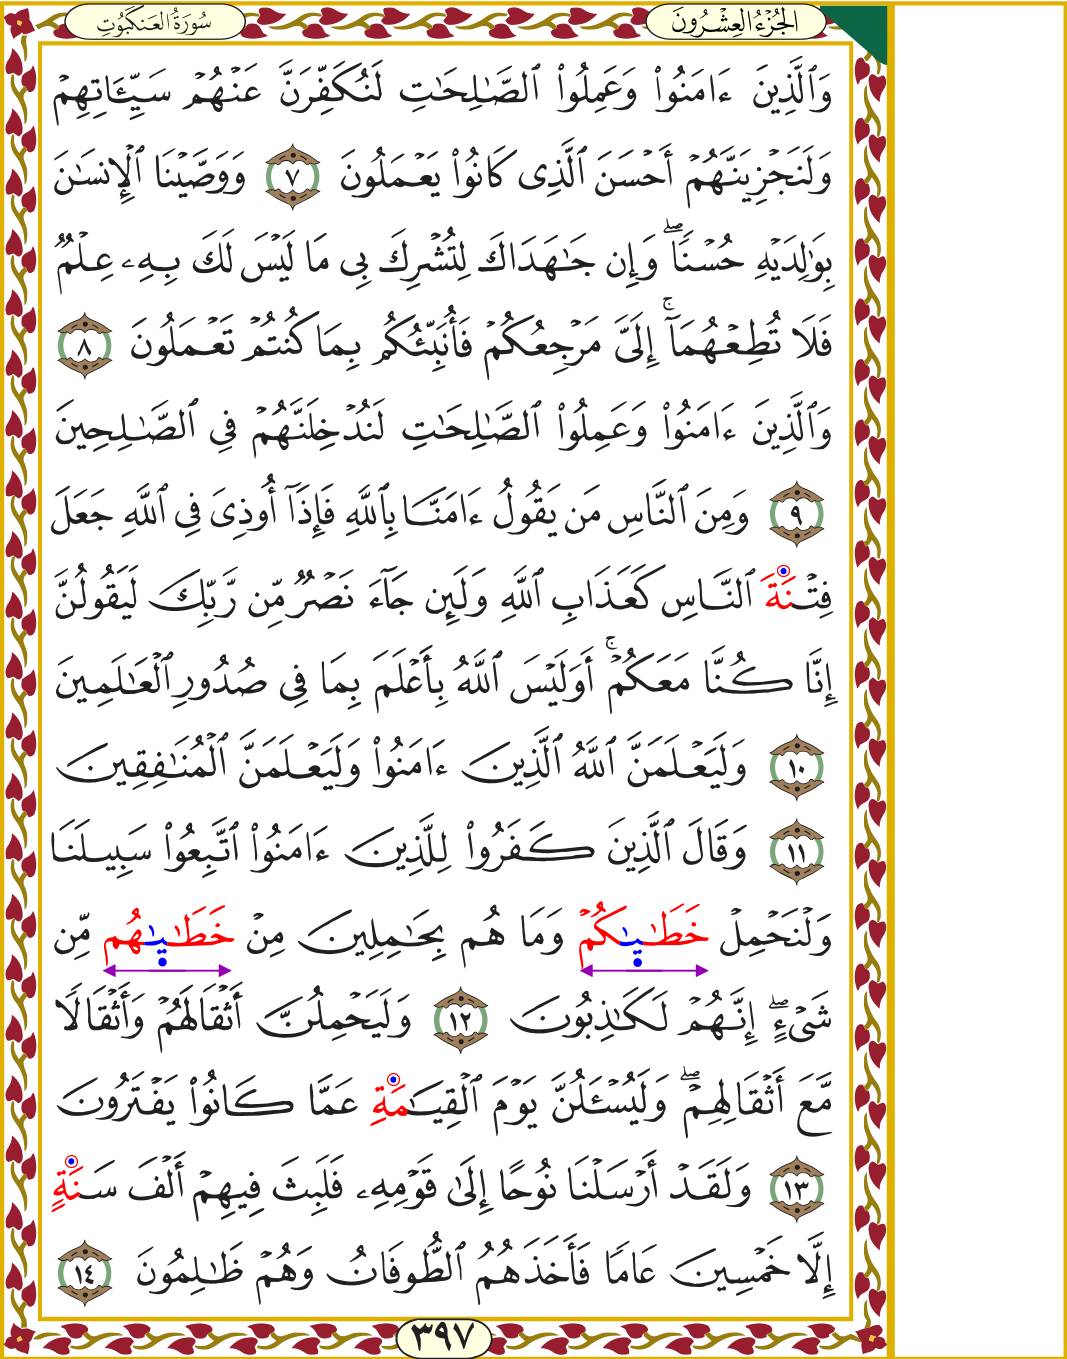 الجُزْءُ العِشْرُونَ
سُورَةُ العَنكَبُوتِ
وَٱلَّذِينَ ءَامَنُوا۟ وَعَمِلُوا۟ ٱلصَّٰلِحَٰتِ لَنُكَفِّرَنَّ عَنْهُمْ سَيِّـَٔاتِهِمْ
وَلَنَجْزِيَنَّهُمْ أَحْسَنَ ٱلَّذِى كَانُوا۟ يَعْمَلُونَ ٧ وَوَصَّيْنَا ٱلْإِنسَٰنَ
بِوَٰلِدَيْهِ حُسْنًا ۖ وَإِن جَٰهَدَاكَ لِتُشْرِكَ بِى مَا لَيْسَ لَكَ بِهِۦ عِلْمٌ
فَلَا تُطِعْهُمَآ ۚ إِلَىَّ مَرْجِعُكُمْ فَأُنَبِّئُكُم بِمَا كُنتُمْ تَعْمَلُونَ ٨
وَٱلَّذِينَ ءَامَنُوا۟ وَعَمِلُوا۟ ٱلصَّٰلِحَٰتِ لَنُدْخِلَنَّهُمْ فِى ٱلصَّٰلِحِينَ
٩ وَمِنَ ٱلنَّاسِ مَن يَقُولُ ءَامَنَّا بِٱللَّهِ فَإِذَآ أُوذِىَ فِى ٱللَّهِ جَعَلَ
فِتْنَةَ ٱلنَّاسِ كَعَذَابِ ٱللَّهِ وَلَئِن جَآءَ نَصْرٌ مِّن رَّبِّكَ لَيَقُولُنَّ
إِنَّا كُنَّا مَعَكُمْ ۚ أَوَلَيْسَ ٱللَّهُ بِأَعْلَمَ بِمَا فِى صُدُورِ ٱلْعَٰلَمِينَ
١٠ وَلَيَعْلَمَنَّ ٱللَّهُ ٱلَّذِينَ ءَامَنُوا۟ وَلَيَعْلَمَنَّ ٱلْمُنَٰفِقِينَ
١١ وَقَالَ ٱلَّذِينَ كَفَرُوا۟ لِلَّذِينَ ءَامَنُوا۟ ٱتَّبِعُوا۟ سَبِيلَنَا
وَلْنَحْمِلْ خَطَٰيَٰكُمْ وَمَا هُم بِحَٰمِلِينَ مِنْ خَطَٰيَٰهُم مِّن
شَىْءٍ ۖ إِنَّهُمْ لَكَٰذِبُونَ ١٢ وَلَيَحْمِلُنَّ أَثْقَالَهُمْ وَأَثْقَالًا
مَّعَ أَثْقَالِهِمْ ۖ وَلَيُسْـَٔلُنَّ يَوْمَ ٱلْقِيَٰمَةِ عَمَّا كَانُوا۟ يَفْتَرُونَ
١٣ وَلَقَدْ أَرْسَلْنَا نُوحًا إِلَىٰ قَوْمِهِۦ فَلَبِثَ فِيهِمْ أَلْفَ سَنَةٍ
إِلَّا خَمْسِينَ عَامًا فَأَخَذَهُمُ ٱلطُّوفَانُ وَهُمْ ظَٰلِمُونَ ١٤
٣٩٧